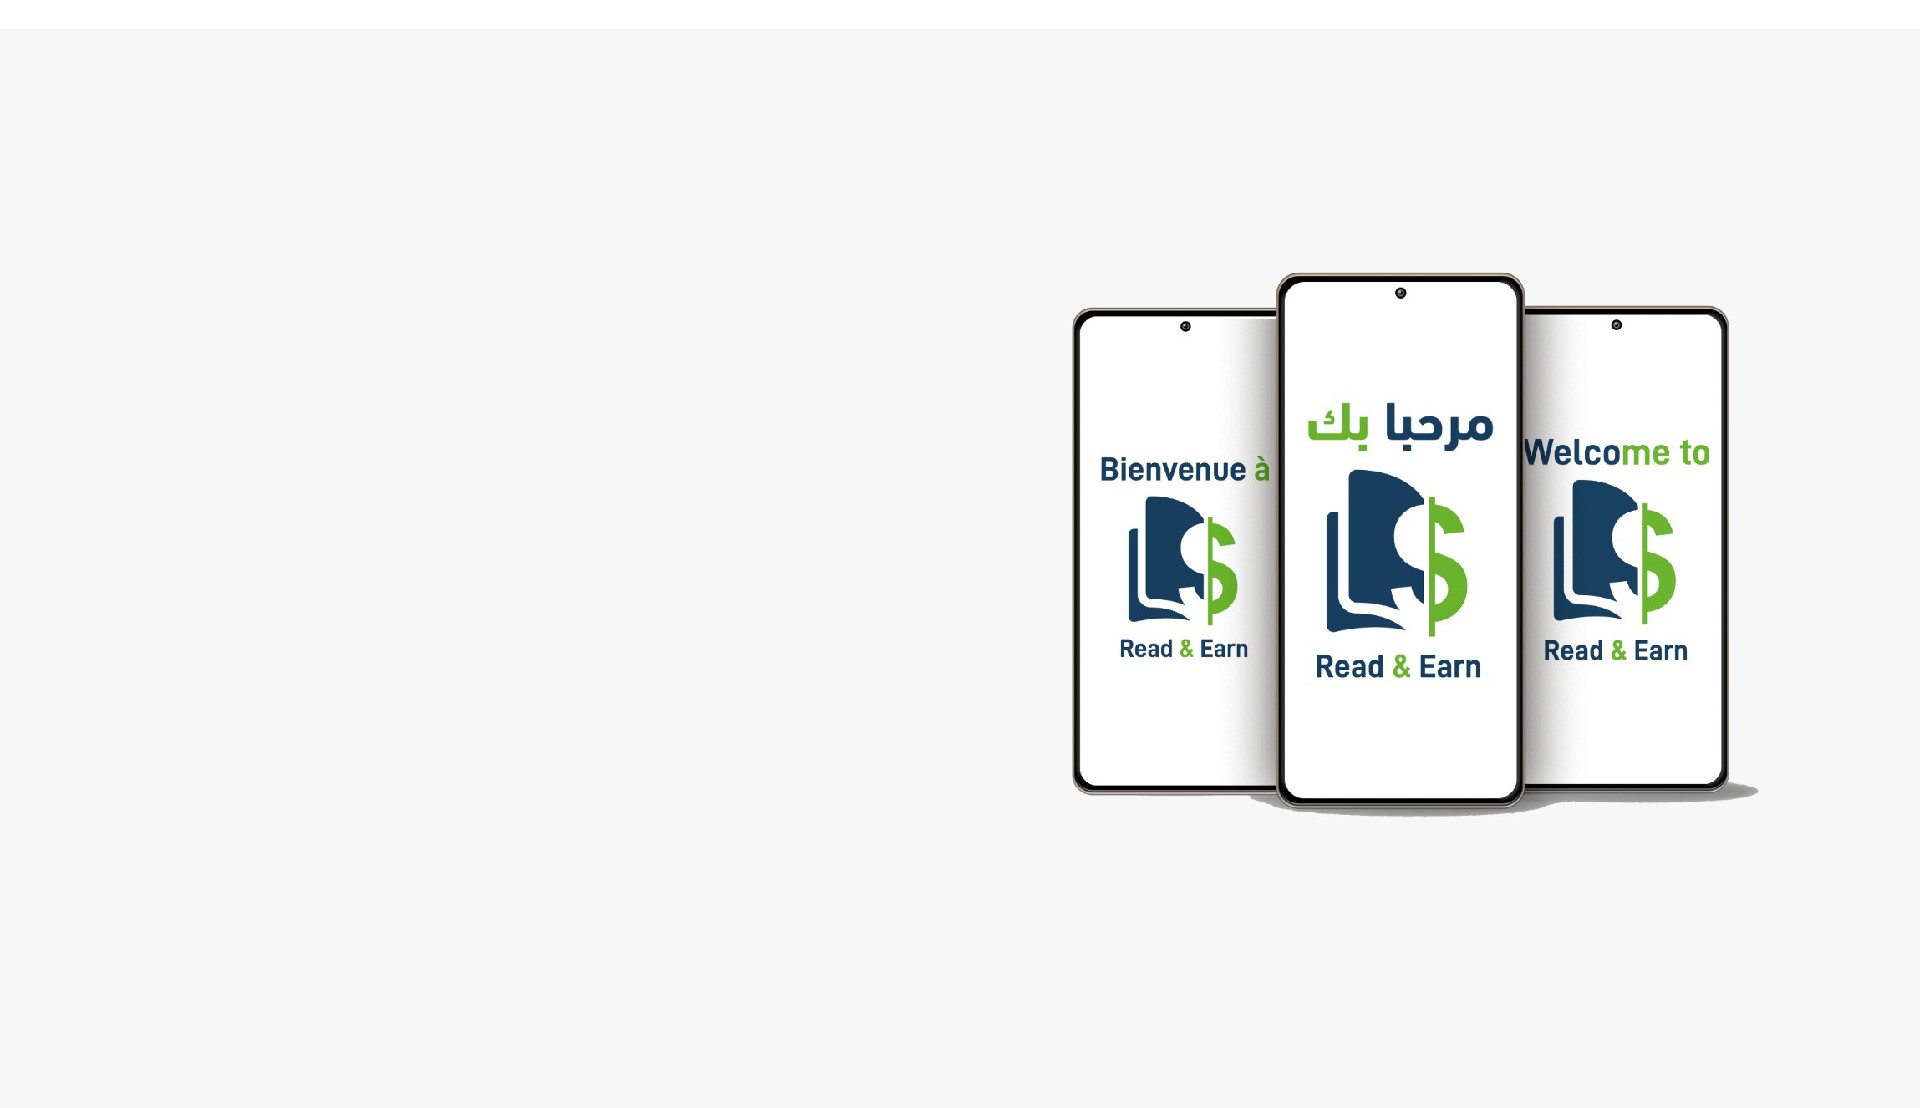 Bienvenue à
Read & Earn
مرحبا بك
Read & Earn
Welcome to
Read & Earn